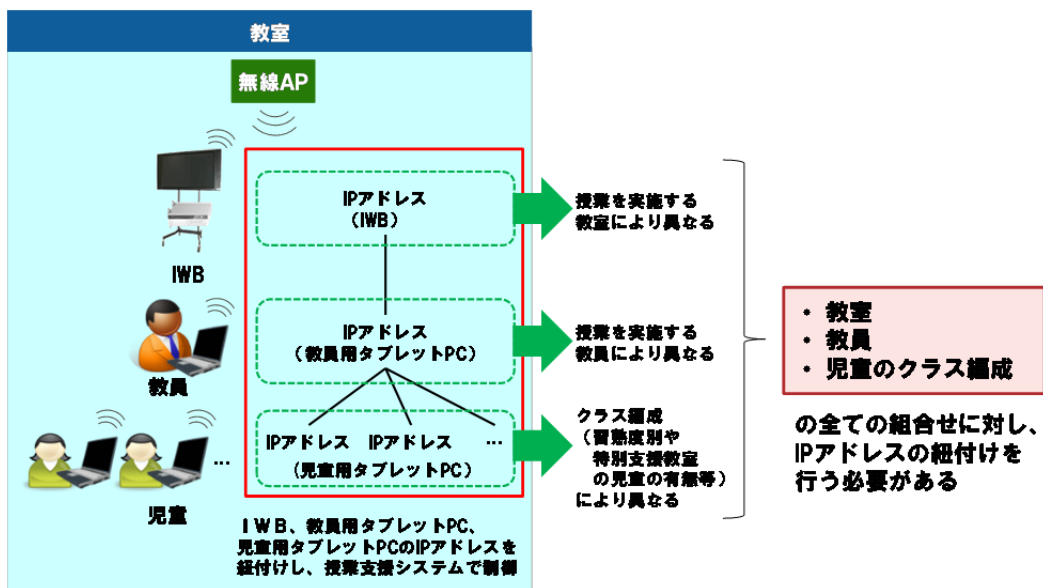 教室
無線AP
IWB
教員
...
児童
IPアドレス
(IWB)
IPアドレス
(教員用タブレットPC)
IPアドレス IPアドレス …
(児童用タブレットPC)
IWB、教員用タブレットPC、
児童用タブレットPCのIPアドレスを
紐付けし、授業支援システムで制御
授業を実施する
教室により異なる
授業を実施する
教員により異なる
クラス編成
(習熟度別や
特別支援教室
の児童の有無等)
により異なる
・ 教室
・ 教員
・ 児童のクラス編成
の全ての組合せに対し、
IPアドレスの紐付けを
行う必要がある